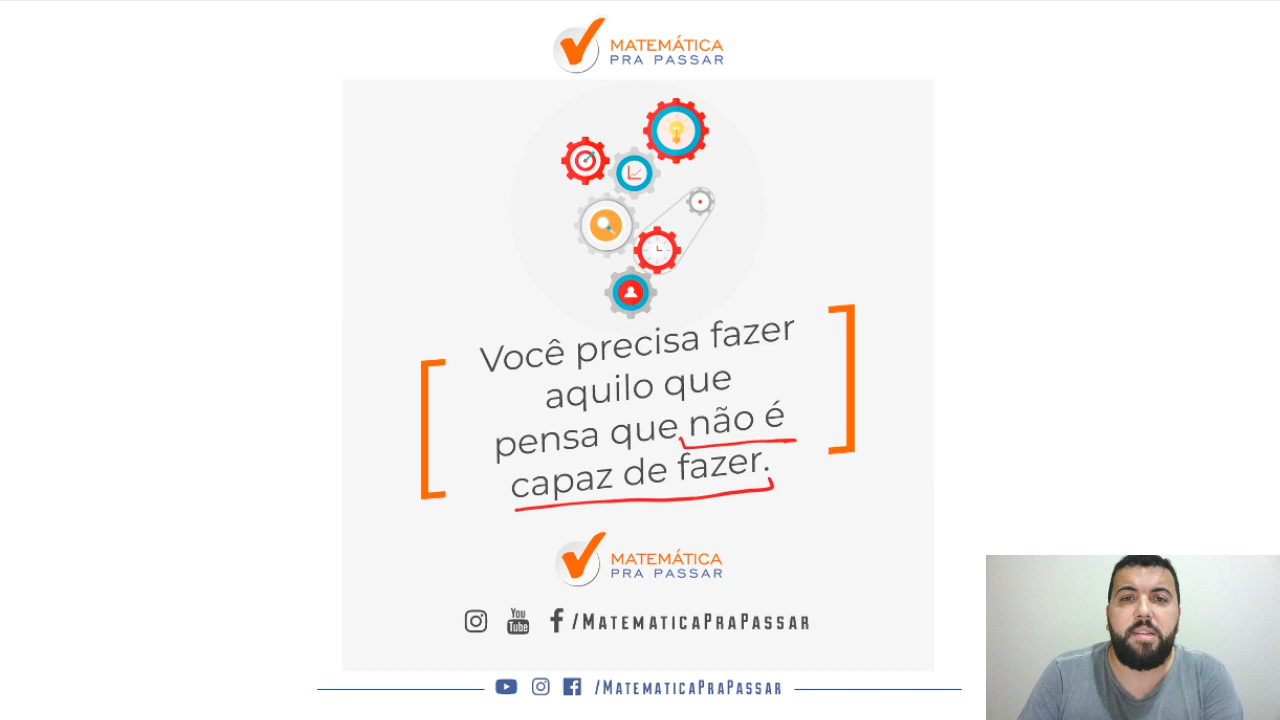 MATEMÁTICA
PRA PASSAR
Você precisa fazer
aquilo que
pensa que não é
capaz de fazer.
MATEMÁTICA
PRA PASSAR
You
Tube
/MATEMATICAPRAPASSAR
/MATEMATICAPRAPASSAR